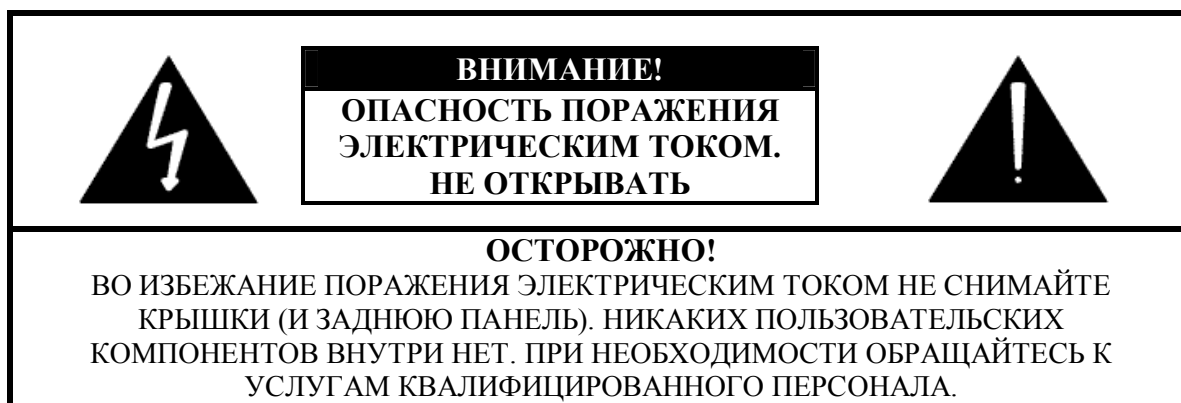 ВНИМАНИЕ!
ОПАСНОСТЬ ПОРАЖЕНИЯ
ЭЛЕКТРИЧЕСКИМ ТОКОМ.
НЕ ОТКРЫВАТЬ
ОСТОРОЖНО!
ВО ИЗБЕЖАНИЕ ПОРАЖЕНИЯ ЭЛЕКТРИЧЕСКИМ ТОКОМ НЕ СНИМАЙТЕ
КРЫШКИ (И ЗАДНЮЮ ПАНЕЛЬ). НИКАКИХ ПОЛЬЗОВАТЕЛЬСКИХ
КОМПОНЕНТОВ ВНУТРИ НЕТ. ПРИ НЕОБХОДИМОСТИ ОБРАЩАЙТЕСЬ К
УСЛУГАМ КВАЛИФИЦИРОВАННОГО ПЕРСОНАЛА.